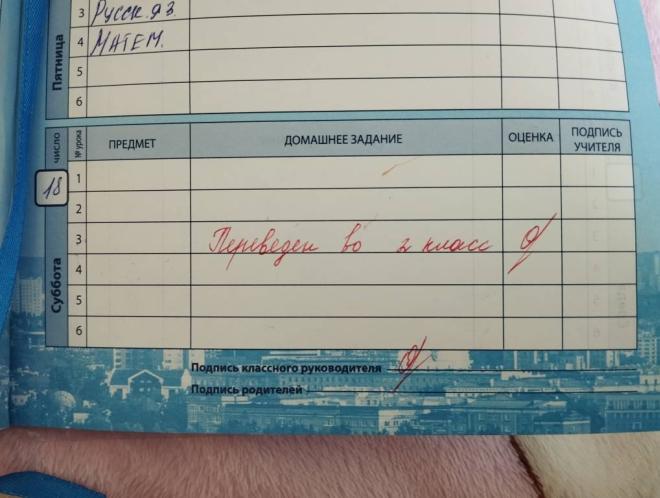 Пятница
3 Русск. яз.
4 Матем.
5
6
число № урока ПРЕДМЕТ ДОМАШНЕЕ ЗАДАНИЕ ОЦЕНКА ПОДПИСЬ УЧИТЕЛЯ
18
Суббота
1
2
3 Переведен во 2 класс
4
5
6
Подпись классного руководителя
Подпись родителей